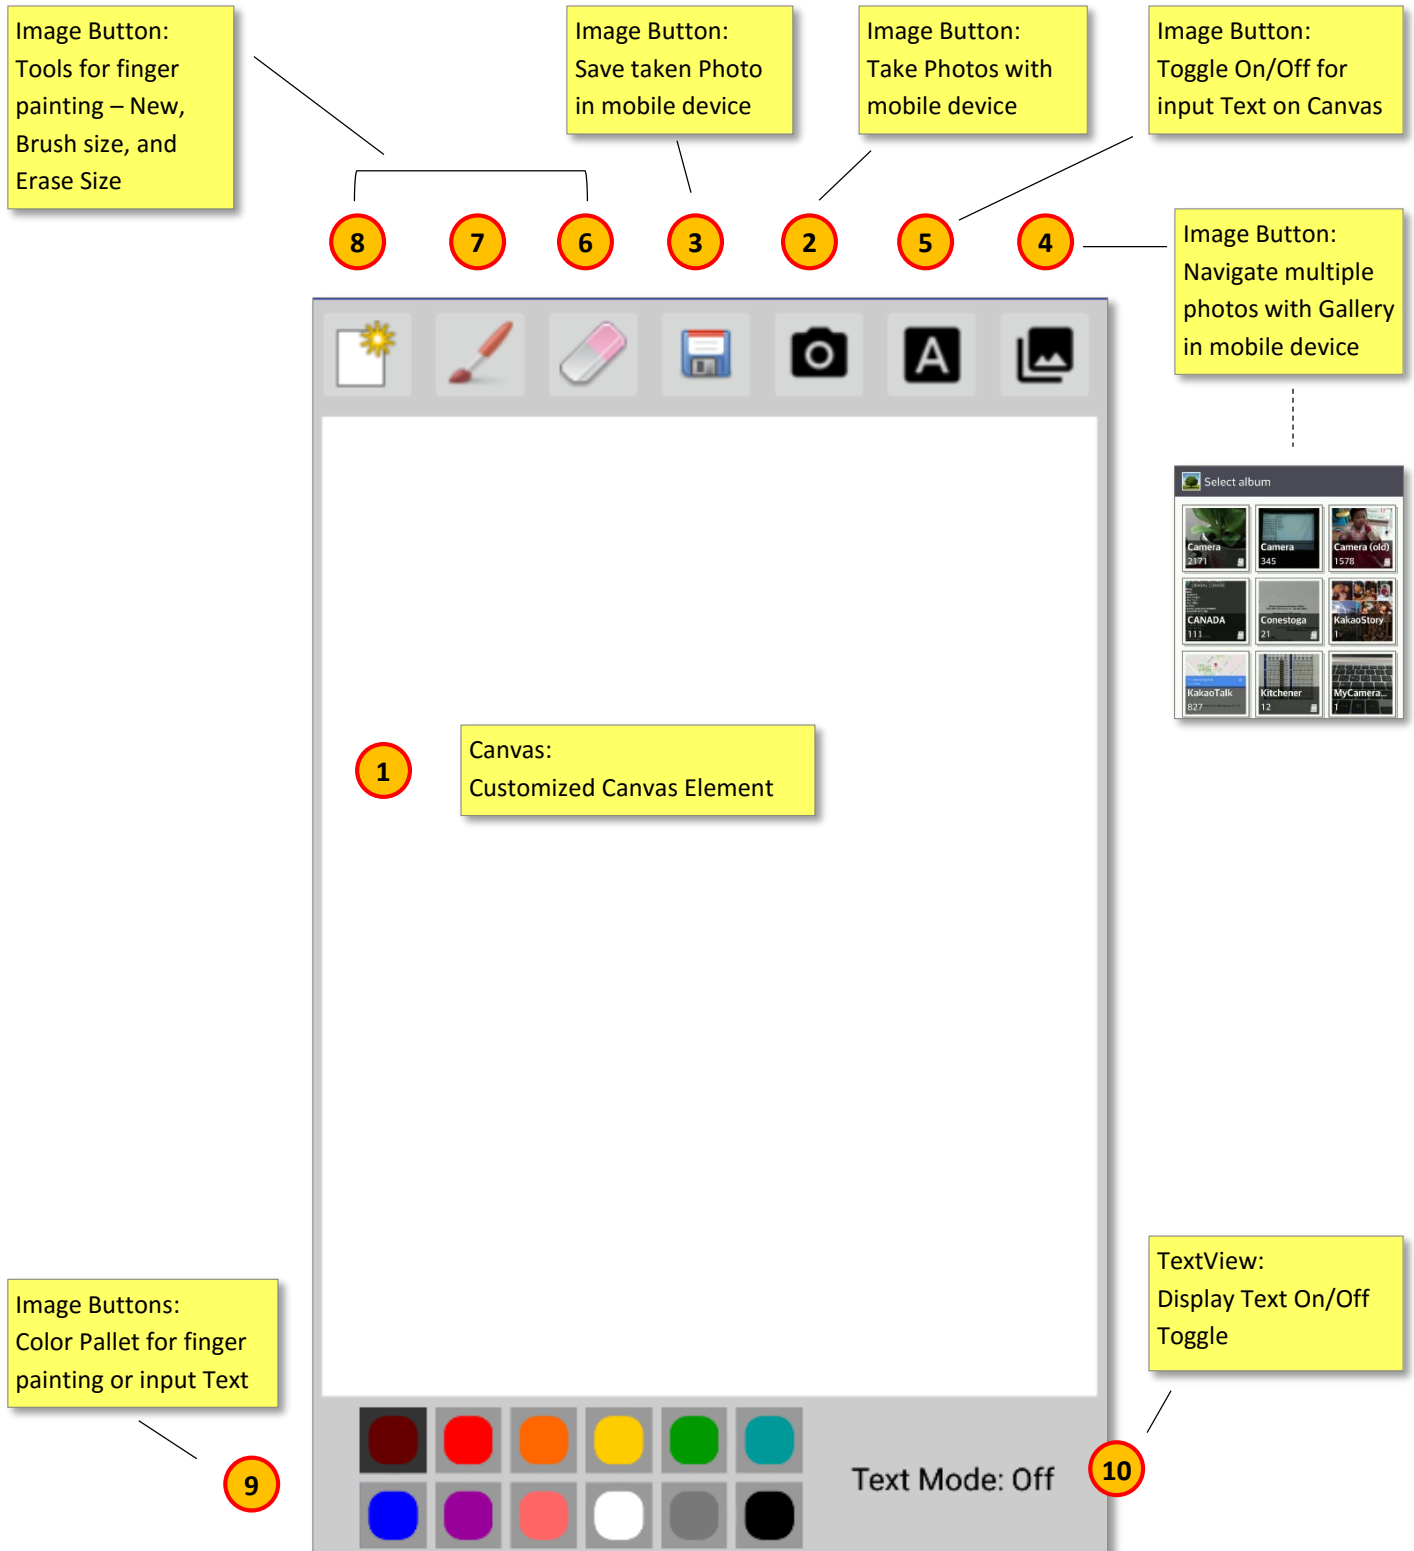 Image Button:
Tools for finger
painting – New,
Brush size, and
Erase Size
Image Button:
Save taken Photo
in mobile device
Image Button:
Take Photos with
mobile device
Image Button:
Toggle On/Off for
input Text on Canvas
8
7
6
3
2
5
4
Image Button:
Navigate multiple
photos with Gallery
in mobile device
A
Select album
Camera
2171
Camera
345
Camera (old)
1578
CANADA
111
Conestoga
21
KakaoStory
1
KakaoTalk
827
Kitchener
12
MyCamera...
1
1
Canvas:
Customized Canvas Element
TextView:
Display Text On/Off
Toggle
Image Buttons:
Color Pallet for finger
painting or input Text
9
Text Mode: Off
10